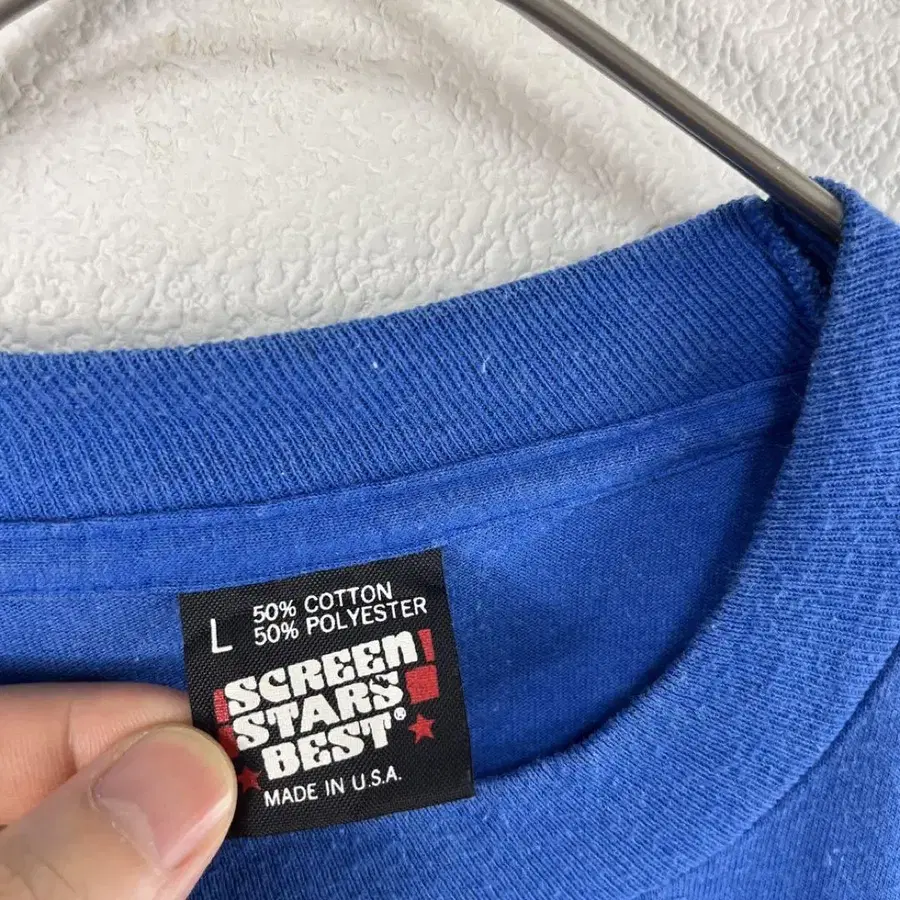 L
50% COTTON
50% POLYESTER
SCREEN
STARS
BEST®
MADE IN U.S.A.